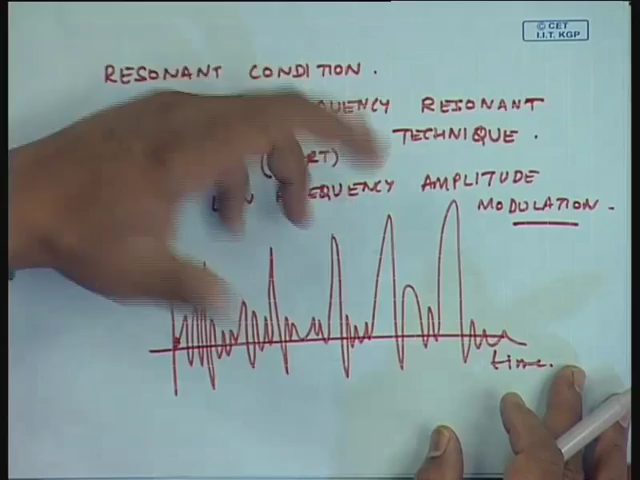 © CET
I.I.T. KGP
RESONANT CONDITION.
RESONANT
TECHNIQUE.
AMPLITUDE
MODULATION.
time.